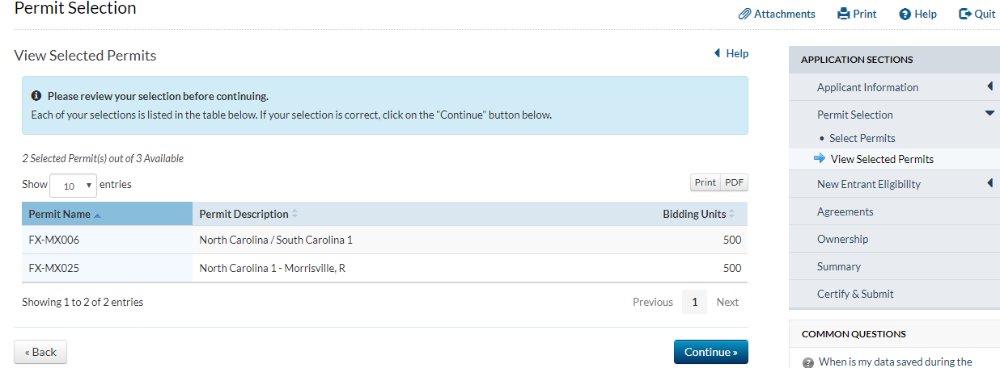 Permit Selection
Attachments Print Help Quit
View Selected Permits
Help
Please review your selection before continuing.
Each of your selections is listed in the table below. If your selection is correct, click on the "Continue" button below.
2 Selected Permit(s) out of 3 Available
Show 10 entries
Print PDF
Permit Name Permit Description Bidding Units
FX-MX006 North Carolina / South Carolina 1 500
FX-MX025 North Carolina 1 - Morrisville, R 500
Showing 1 to 2 of 2 entries
Previous 1 Next
« Back
Continue »
APPLICATION SECTIONS
Applicant Information
Permit Selection
• Select Permits
View Selected Permits
New Entrant Eligibility
Agreements
Ownership
Summary
Certify & Submit
COMMON QUESTIONS
When is my data saved during the